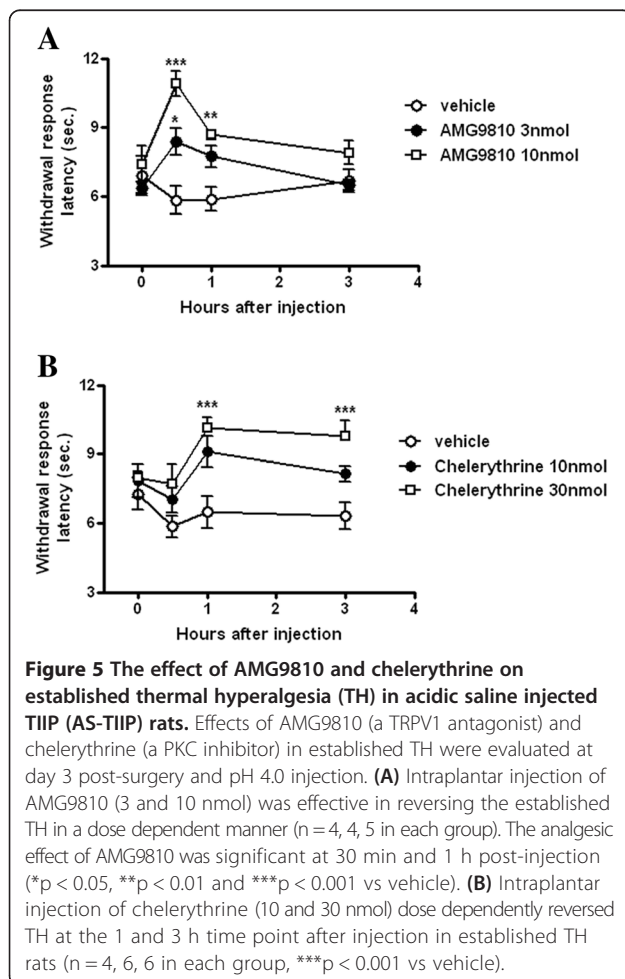 A
12
***
*
**
9
6
3
0
1
2
3
4
Withdrawal response
latency (sec.)
Hours after injection
vehicle
AMG9810 3nmol
AMG9810 10nmol
B
12
***
***
9
6
3
0
1
2
3
4
Withdrawal response
latency (sec.)
Hours after injection
vehicle
Chelerythrine 10nmol
Chelerythrine 30nmol
Figure 5 The effect of AMG9810 and chelerythrine on
established thermal hyperalgesia (TH) in acidic saline injected
TIIP (AS-TIIP) rats. Effects of AMG9810 (a TRPV1 antagonist) and
chelerythrine (a PKC inhibitor) in established TH were evaluated at
day 3 post-surgery and pH 4.0 injection. (A) Intraplantar injection of
AMG9810 (3 and 10 nmol) was effective in reversing the established
TH in a dose dependent manner (n = 4, 4, 5 in each group). The analgesic
effect of AMG9810 was significant at 30 min and 1 h post-injection
(*p < 0.05, **p < 0.01 and ***p < 0.001 vs vehicle). (B) Intraplantar
injection of chelerythrine (10 and 30 nmol) dose dependently reversed
TH at the 1 and 3 h time point after injection in established TH
rats (n = 4, 6, 6 in each group, ***p < 0.001 vs vehicle).